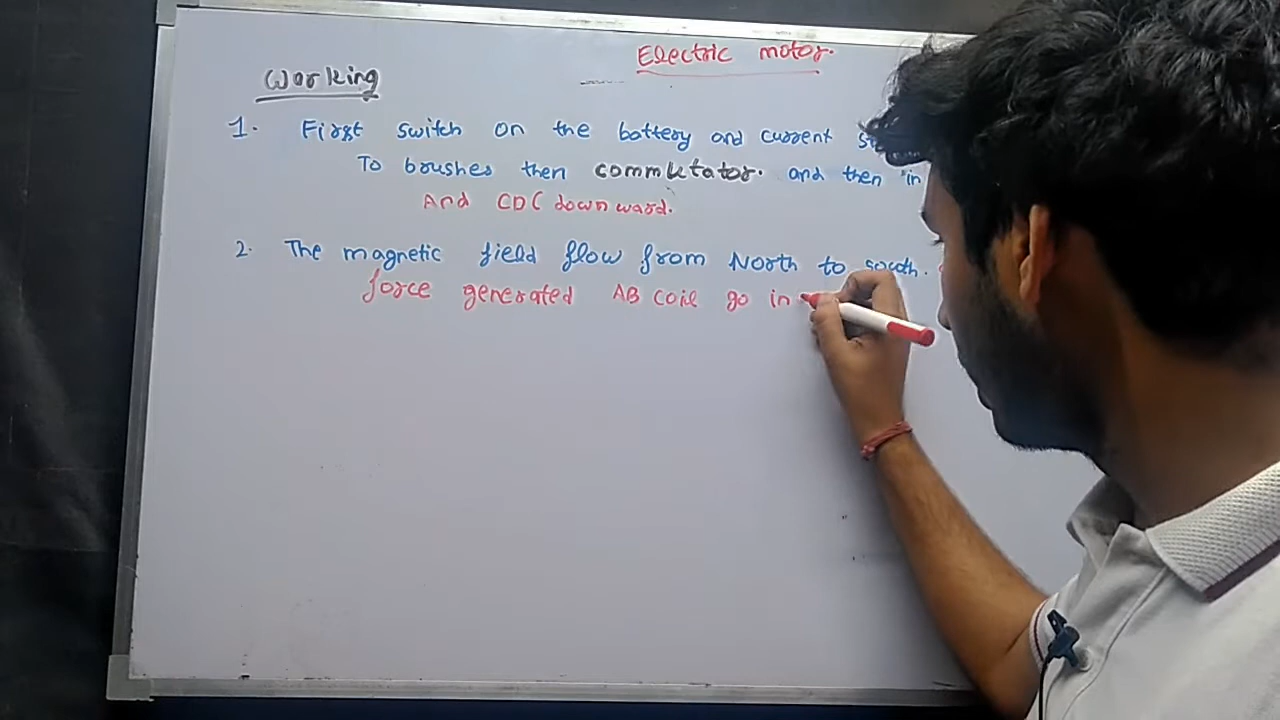 Electric motor.
Working
1. First switch on the battery and current
To brushes then commutator. and then in
And CDC downward.
2. The magnetic field flow from North to south.
force generated AB coil go in